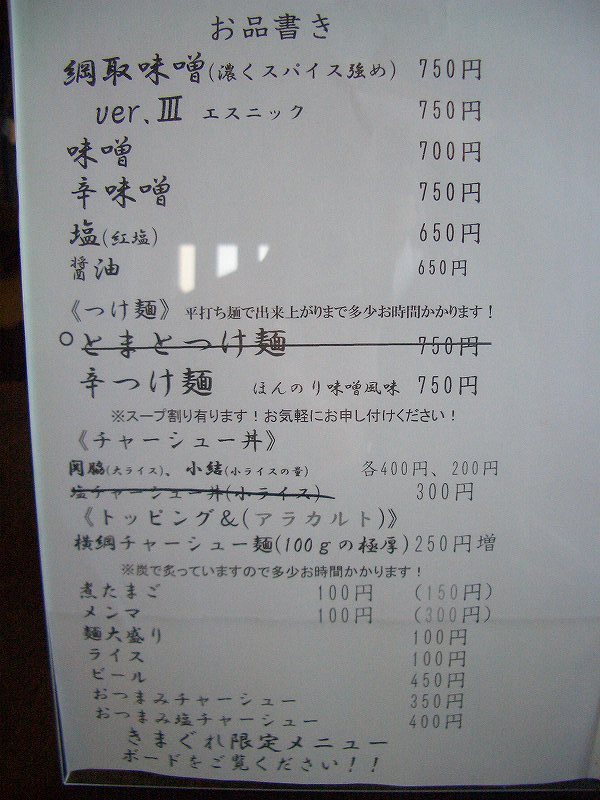 お品書き
綱取味噌(濃くスパイス強め) 750円
ver.Ⅲ エスニック 750円
味噌 700円
辛味噌 750円
塩(紅塩) 650円
醤油 650円
《つけ麺》平打ち麺で出来上がりまで多少お時間かかります!
○とまとつけ麺 750円
辛つけ麺 ほんのり味噌風味 750円
※スープ割り有ります!お気軽にお申し付けください!
《チャーシュー丼》
関脇(大ライス)、小結(小ライスの量) 各400円、200円
塩チャーシュー丼(小ライス) 300円
《トッピング&(アラカルト)》
横綱チャーシュー麺(100gの極厚)250円増
※炭で炙っていますので多少お時間かかります!
煮たまご 100円 (150円)
メンマ 100円 (300円)
麺大盛り 100円
ライス 100円
ビール 450円
おつまみチャーシュー 350円
おつまみ塩チャーシュー 400円
きまぐれ限定メニュー
ボードをご覧ください!!